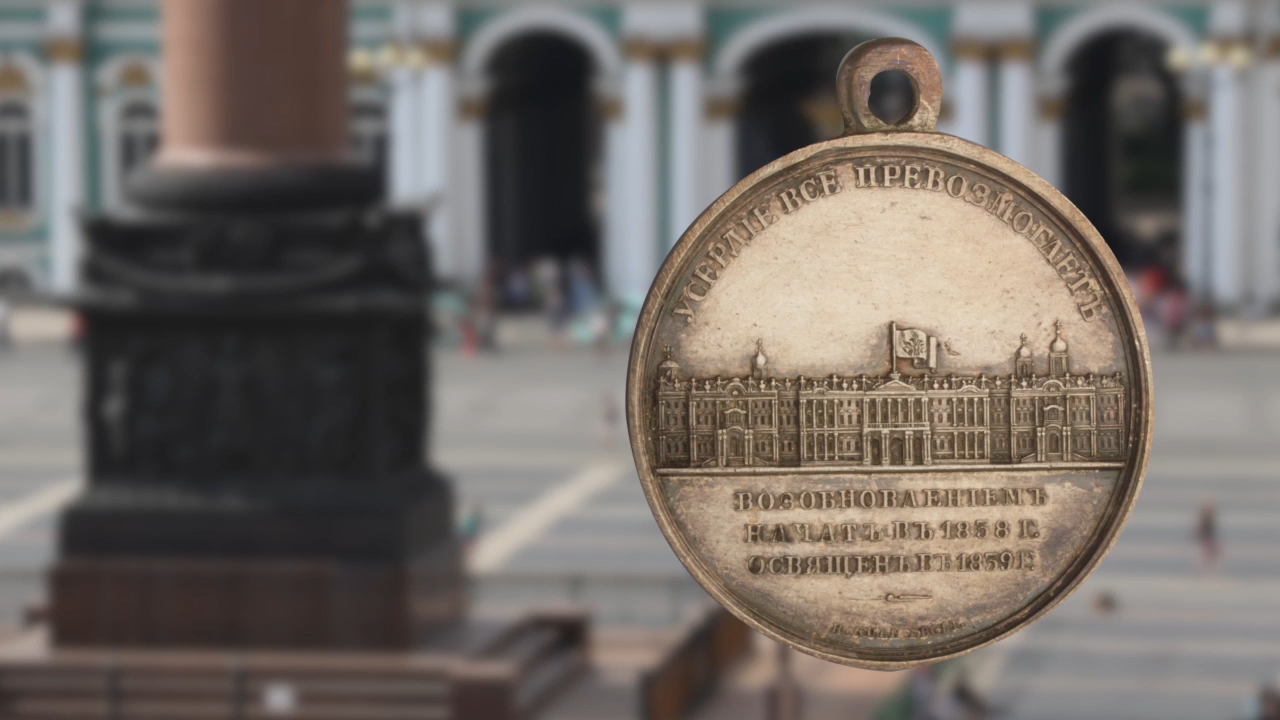 УСЕРДІЕ ВСЕ ПРЕВОЗМОГАЕТЪ
ВОЗОБНОВЛЕНІЕМЪ
НАЧАТЪ ВЪ 1838 Г.
ОСВЯЩЕНЪ ВЪ 1839 Г.